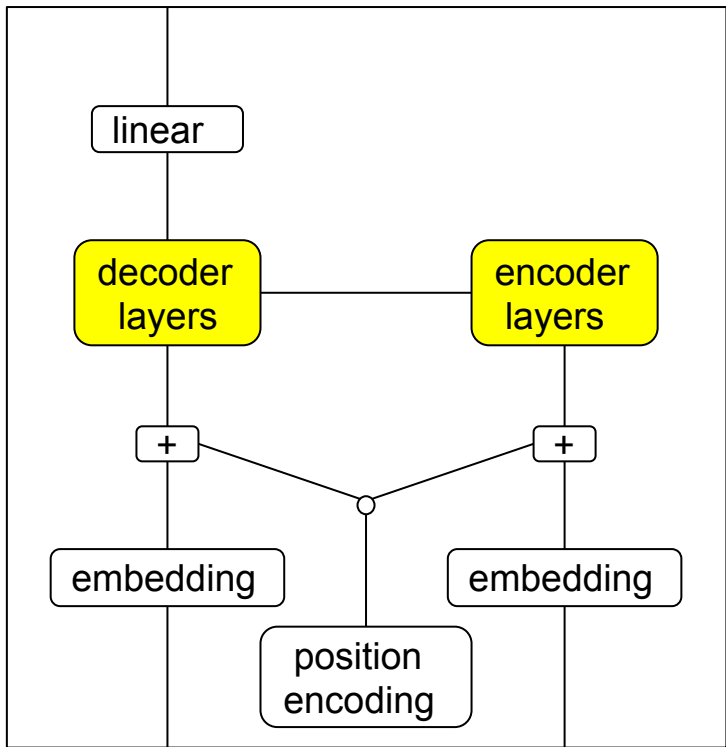 linear
decoder
layers
encoder
layers
+
+
embedding
embedding
position
encoding